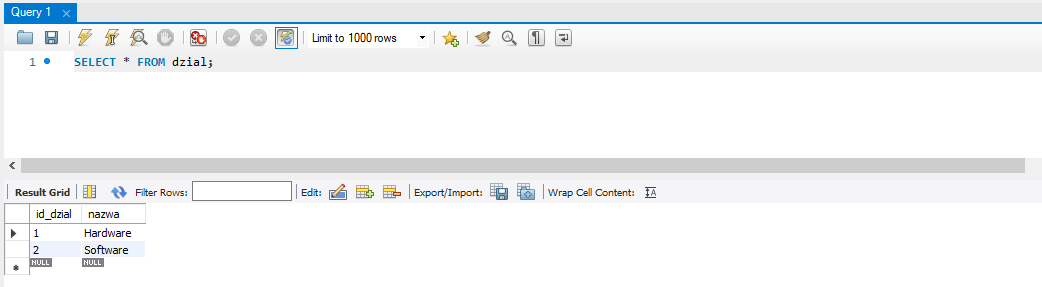 Query 1
Limit to 1000 rows
1 SELECT * FROM dzial;
Result Grid Filter Rows: Edit: Export/Import: Wrap Cell Content:
id_dzial nazwa
1 Hardware
2 Software
NULL NULL